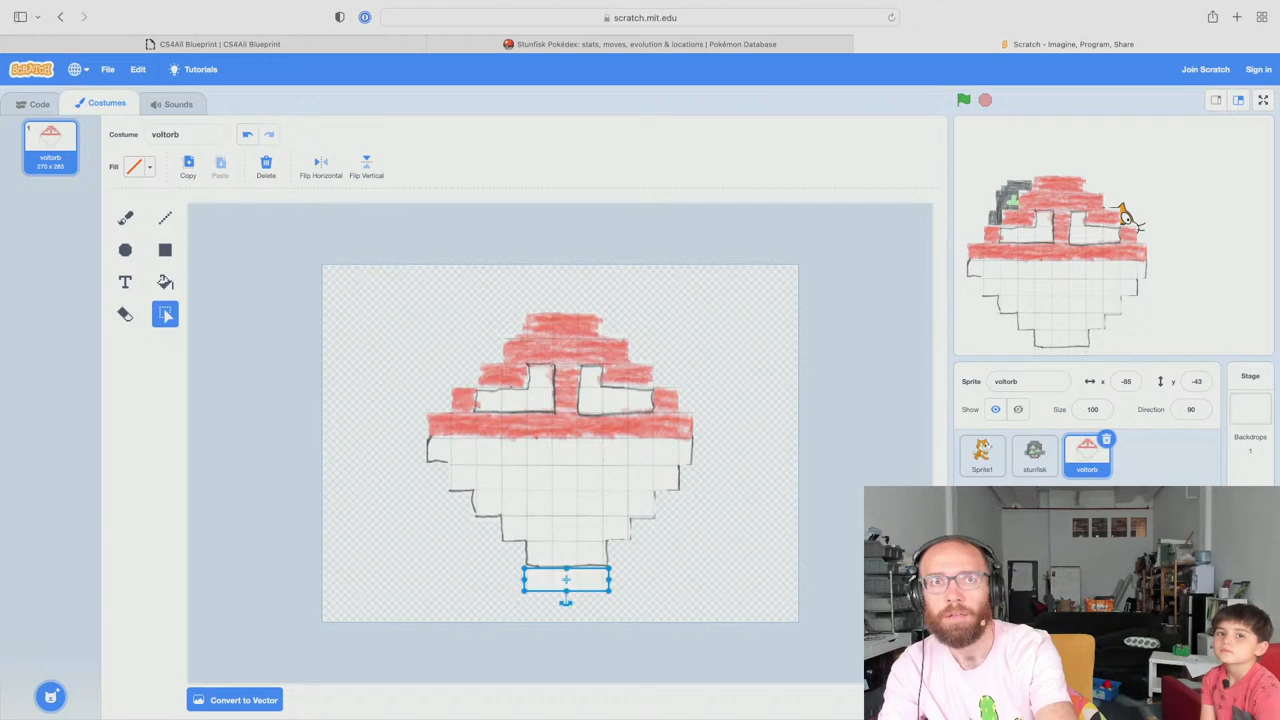 scratch.mit.edu
CS4All Blueprint | CS4All Blueprint
Stunfisk Pokédex: stats, moves, evolution & locations | Pokémon Database
Scratch - Imagine, Program, Share
SCRATCH
File
Edit
Tutorials
Join Scratch
Sign in
Code
Costumes
Sounds
1
voltorb
270 x 283
Costume
voltorb
Fill
Copy
Paste
Delete
Flip Horizontal
Flip Vertical
T
Convert to Vector
Sprite
voltorb
x
-85
y
-43
Show
Size
100
Direction
90
Sprite1
stunfisk
voltorb
Stage
Backdrops
1